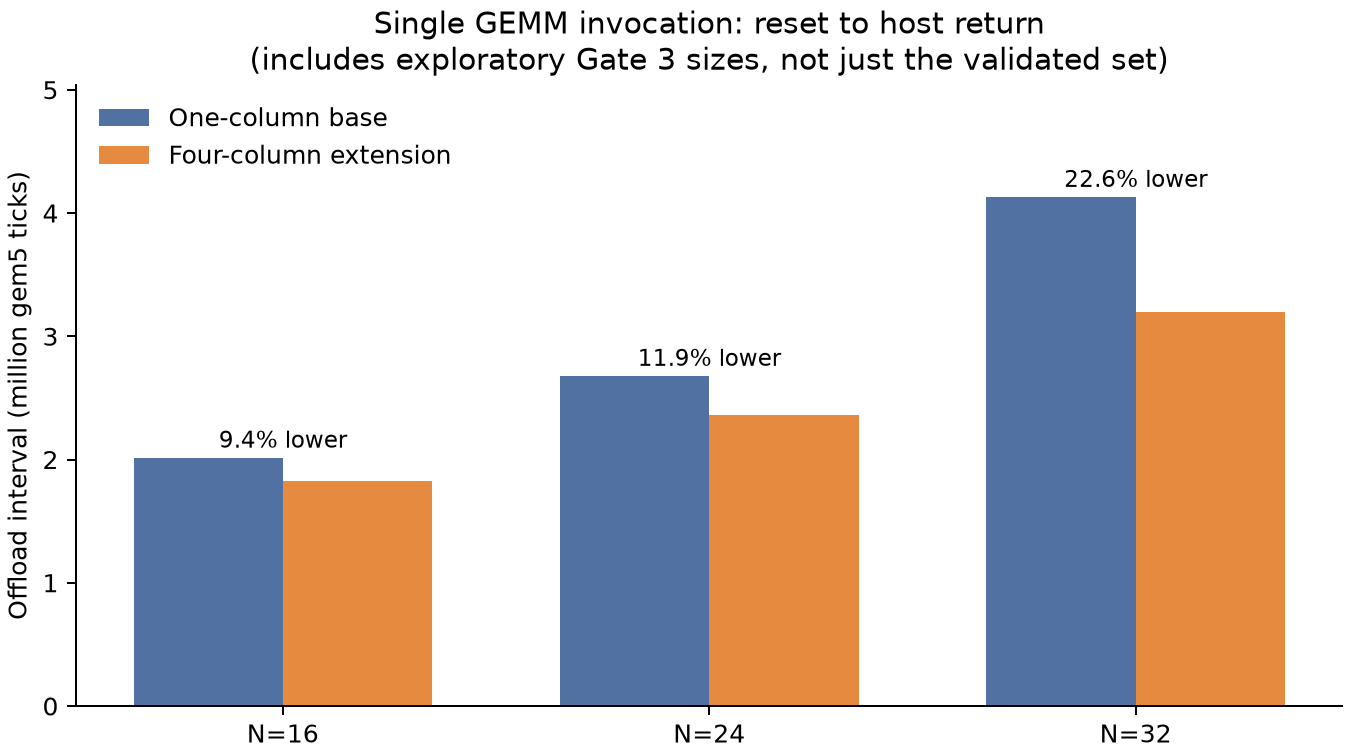 Single GEMM invocation: reset to host return
(includes exploratory Gate 3 sizes, not just the validated set)
Offload interval (million gem5 ticks)
5
4
3
2
1
0
One-column base
Four-column extension
9.4% lower
11.9% lower
22.6% lower
N=16
N=24
N=32